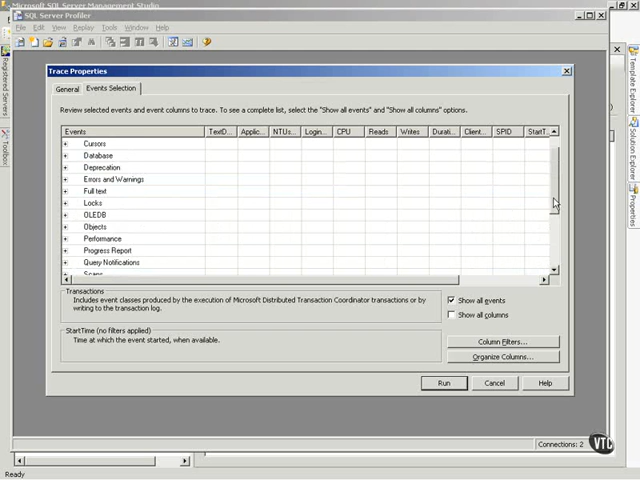 Microsoft SQL Server Management Studio
SQL Server Profiler
File Edit View Replay Tools Window Help
Trace Properties
General Events Selection
Review selected events and event columns to trace. To see a complete list, select the "Show all events" and "Show all columns" options.
Events TextD... Applic... NTUs... Login... CPU Reads Writes Durati... Client... SPID StartT...
Cursors
Database
Deprecation
Errors and Warnings
Full text
Locks
OLEDB
Objects
Performance
Progress Report
Query Notifications
Scans
Transactions
Includes event classes produced by the execution of Microsoft Distributed Transaction Coordinator transactions or by
writing to the transaction log.
Show all events
Show all columns
StartTime (no filters applied)
Time at which the event started, when available.
Column Filters...
Organize Columns...
Run Cancel Help
Connections: 2
VTC
Ready
Registered Servers
Toolbox
Template Explorer
Solution Explorer
Properties